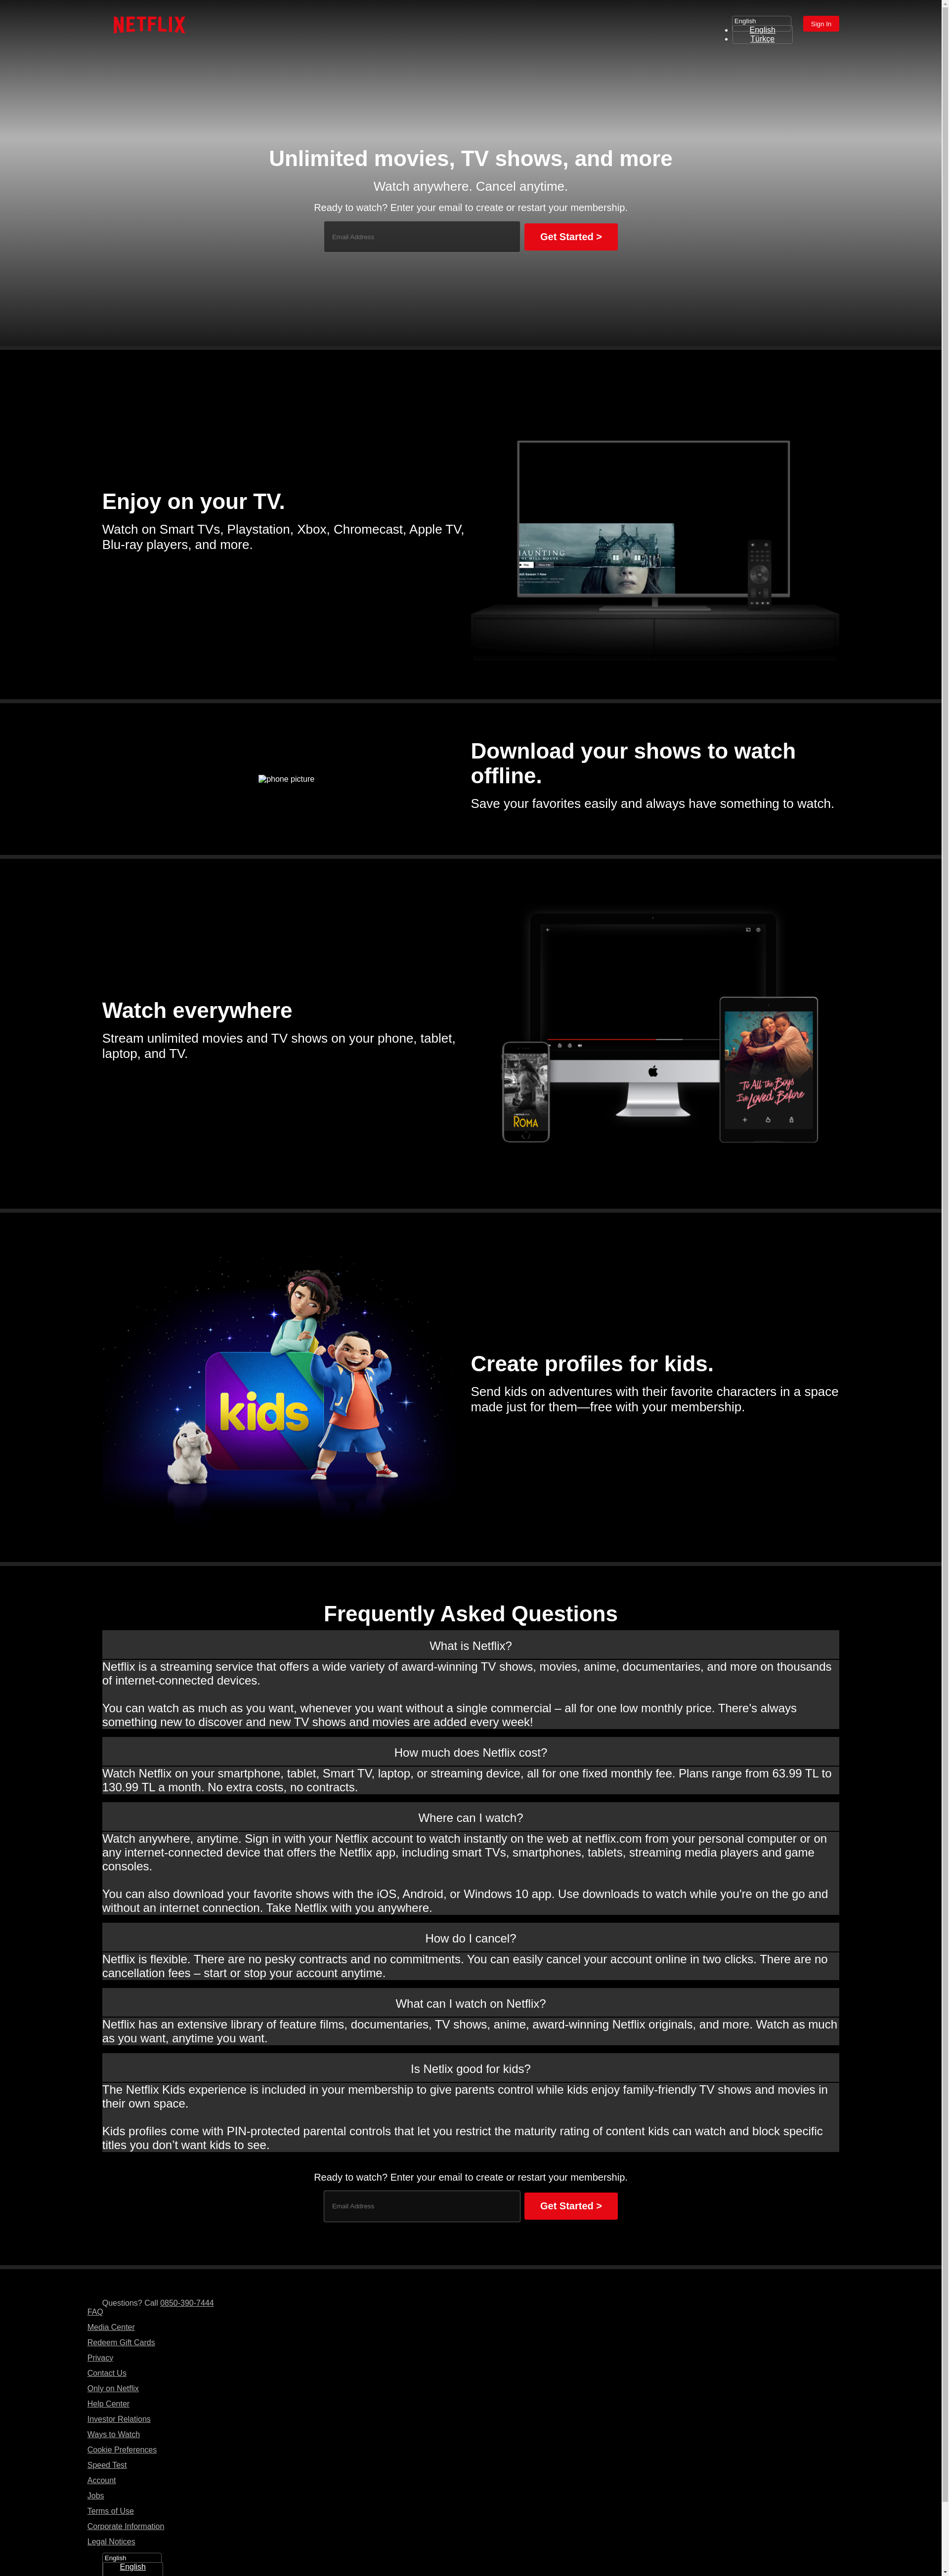 NETFLIX
English
English
Türkçe
Sign In
Unlimited movies, TV shows, and more
Watch anywhere. Cancel anytime.
Ready to watch? Enter your email to create or restart your membership.
Email Address
Get Started >
Enjoy on your TV.
Watch on Smart TVs, Playstation, Xbox, Chromecast, Apple TV,
Blu-ray players, and more.
HAUNTING
Download your shows to watch
offline.
phone picture
Save your favorites easily and always have something to watch.
Watch everywhere
Stream unlimited movies and TV shows on your phone, tablet,
laptop, and TV.
ROMA
To All the Boys
I've Loved Before
kids
Create profiles for kids.
Send kids on adventures with their favorite characters in a space
made just for them—free with your membership.
Frequently Asked Questions
What is Netflix?
Netflix is a streaming service that offers a wide variety of award-winning TV shows, movies, anime, documentaries, and more on thousands
of internet-connected devices.
You can watch as much as you want, whenever you want without a single commercial – all for one low monthly price. There's always
something new to discover and new TV shows and movies are added every week!
How much does Netflix cost?
Watch Netflix on your smartphone, tablet, Smart TV, laptop, or streaming device, all for one fixed monthly fee. Plans range from 63.99 TL to
130.99 TL a month. No extra costs, no contracts.
Where can I watch?
Watch anywhere, anytime. Sign in with your Netflix account to watch instantly on the web at netflix.com from your personal computer or on
any internet-connected device that offers the Netflix app, including smart TVs, smartphones, tablets, streaming media players and game
consoles.
You can also download your favorite shows with the iOS, Android, or Windows 10 app. Use downloads to watch while you're on the go and
without an internet connection. Take Netflix with you anywhere.
How do I cancel?
Netflix is flexible. There are no pesky contracts and no commitments. You can easily cancel your account online in two clicks. There are no
cancellation fees – start or stop your account anytime.
What can I watch on Netflix?
Netflix has an extensive library of feature films, documentaries, TV shows, anime, award-winning Netflix originals, and more. Watch as much
as you want, anytime you want.
Is Netlix good for kids?
The Netflix Kids experience is included in your membership to give parents control while kids enjoy family-friendly TV shows and movies in
their own space.
Kids profiles come with PIN-protected parental controls that let you restrict the maturity rating of content kids can watch and block specific
titles you don’t want kids to see.
Ready to watch? Enter your email to create or restart your membership.
Email Address
Get Started >
Questions? Call 0850-390-7444
FAQ
Media Center
Redeem Gift Cards
Privacy
Contact Us
Only on Netflix
Help Center
Investor Relations
Ways to Watch
Cookie Preferences
Speed Test
Account
Jobs
Terms of Use
Corporate Information
Legal Notices
English
English